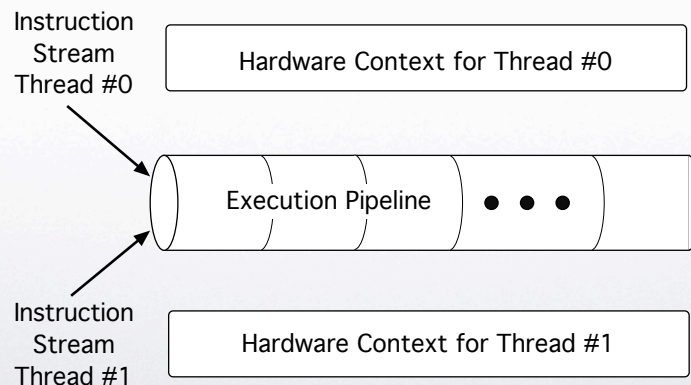 Instruction
Stream
Thread #0
Hardware Context for Thread #0
Execution Pipeline
Instruction
Stream
Thread #1
Hardware Context for Thread #1